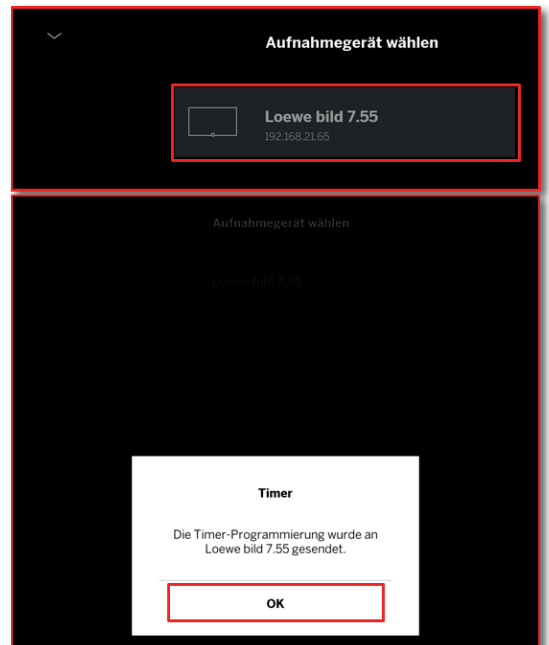 Aufnahmegerät wählen
Loewe bild 7.55
192.168.21.65
Aufnahmegerät wählen
Loewe bild 7.55
Timer
Die Timer-Programmierung wurde an
Loewe bild 7.55 gesendet.
OK